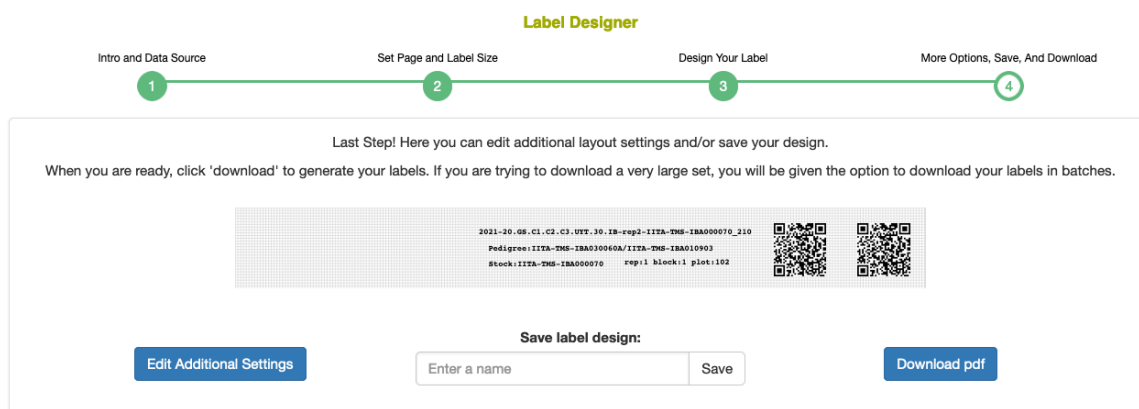 Label Designer
Intro and Data Source
Set Page and Label Size
Design Your Label
More Options, Save, And Download
1
2
3
4
Last Step! Here you can edit additional layout settings and/or save your design.
When you are ready, click 'download' to generate your labels. If you are trying to download a very large set, you will be given the option to download your labels in batches.
2021-20.GS.C1.C2.C3.UYT.30.IB-rep2-IITA-TMS-IBA000070_210
Pedigree:IITA-TMS-IBA030060A/IITA-TMS-IBA010903
Stock:IITA-TMS-IBA000070 rep:1 block:1 plot:102
Save label design:
Edit Additional Settings
Enter a name
Save
Download pdf